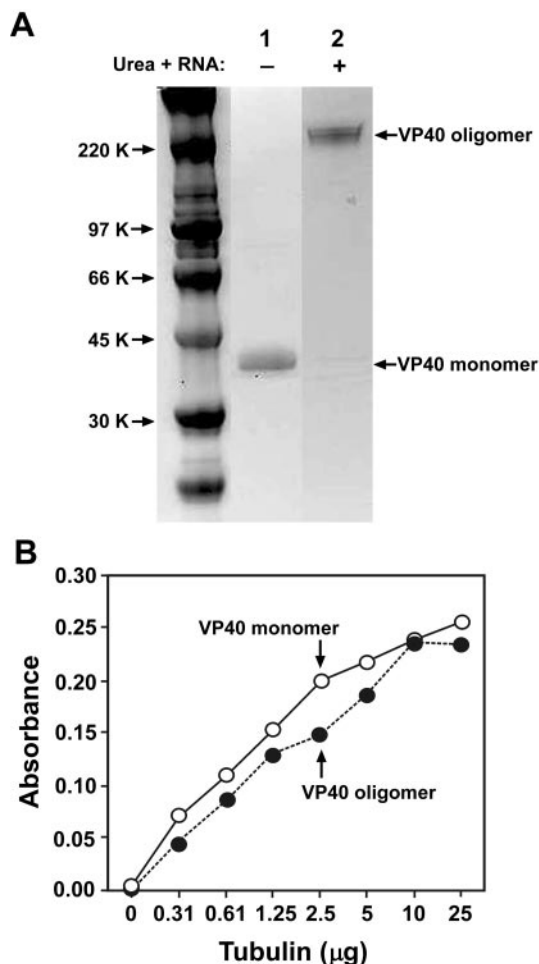 A
1 2
Urea + RNA: – +
VP40 oligomer
220 K
97 K
66 K
45 K
VP40 monomer
30 K
B
0.30
0.25
0.20
0.15
0.10
0.05
0.00
Absorbance
VP40 monomer
VP40 oligomer
0 0.31 0.61 1.25 2.5 5 10 25
Tubulin (µg)